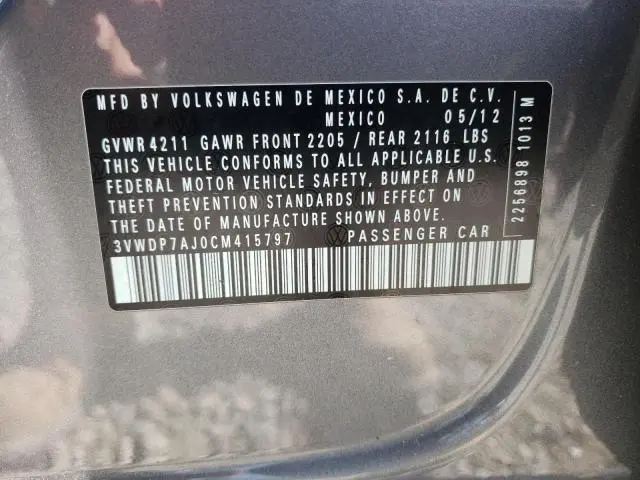 MFD BY VOLKSWAGEN DE MEXICO S.A. DE C.V.
MEXICO 05/12
GVWR 4211 GAWR FRONT 2205 / REAR 2116 LBS
THIS VEHICLE CONFORMS TO ALL APPLICABLE U.S.
FEDERAL MOTOR VEHICLE SAFETY, BUMPER AND
THEFT PREVENTION STANDARDS IN EFFECT ON
THE DATE OF MANUFACTURE SHOWN ABOVE.
3VWDP7AJ0CM415797 PASSENGER CAR
2256898 1013 M